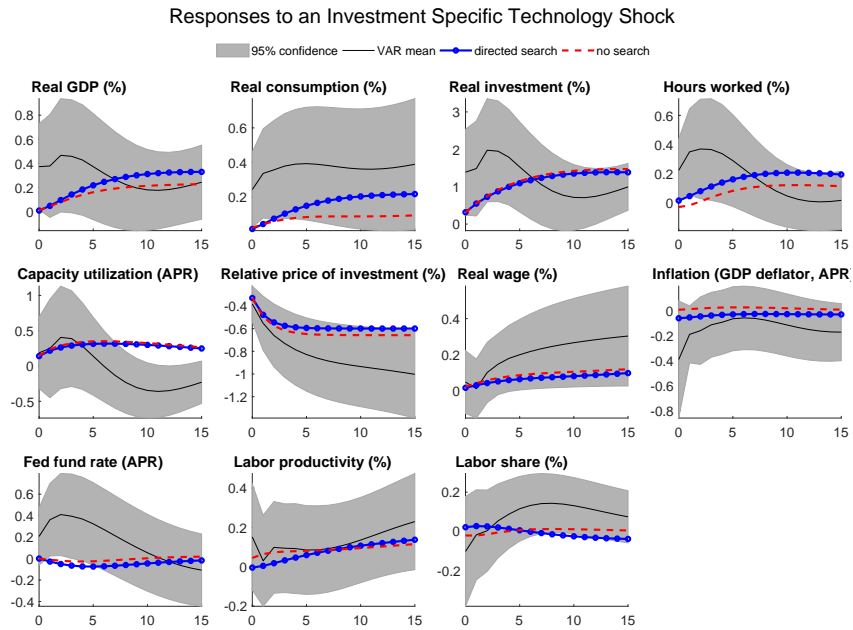 Responses to an Investment Specific Technology Shock
95% confidence VAR mean directed search no search
Real GDP (%)
0.8
0.6
0.4
0.2
0
0 5 10 15
Real consumption (%)
0.6
0.4
0.2
0 5 10 15
Real investment (%)
3
2
1
0
0 5 10 15
Hours worked (%)
0.6
0.4
0.2
0
0 5 10 15
Capacity utilization (APR)
1
0.5
0
-0.5
0 5 10 15
Relative price of investment (%)
-0.4
-0.6
-0.8
-1
-1.2
0 5 10 15
Real wage (%)
0.4
0.2
0
0 5 10 15
Inflation (GDP deflator, APR)
0
-0.2
-0.4
-0.6
-0.8
0 5 10 15
Fed fund rate (APR)
0.6
0.4
0.2
0
-0.2
-0.4
0 5 10 15
Labor productivity (%)
0.4
0.2
0
-0.2
0 5 10 15
Labor share (%)
0.2
0
-0.2
0 5 10 15